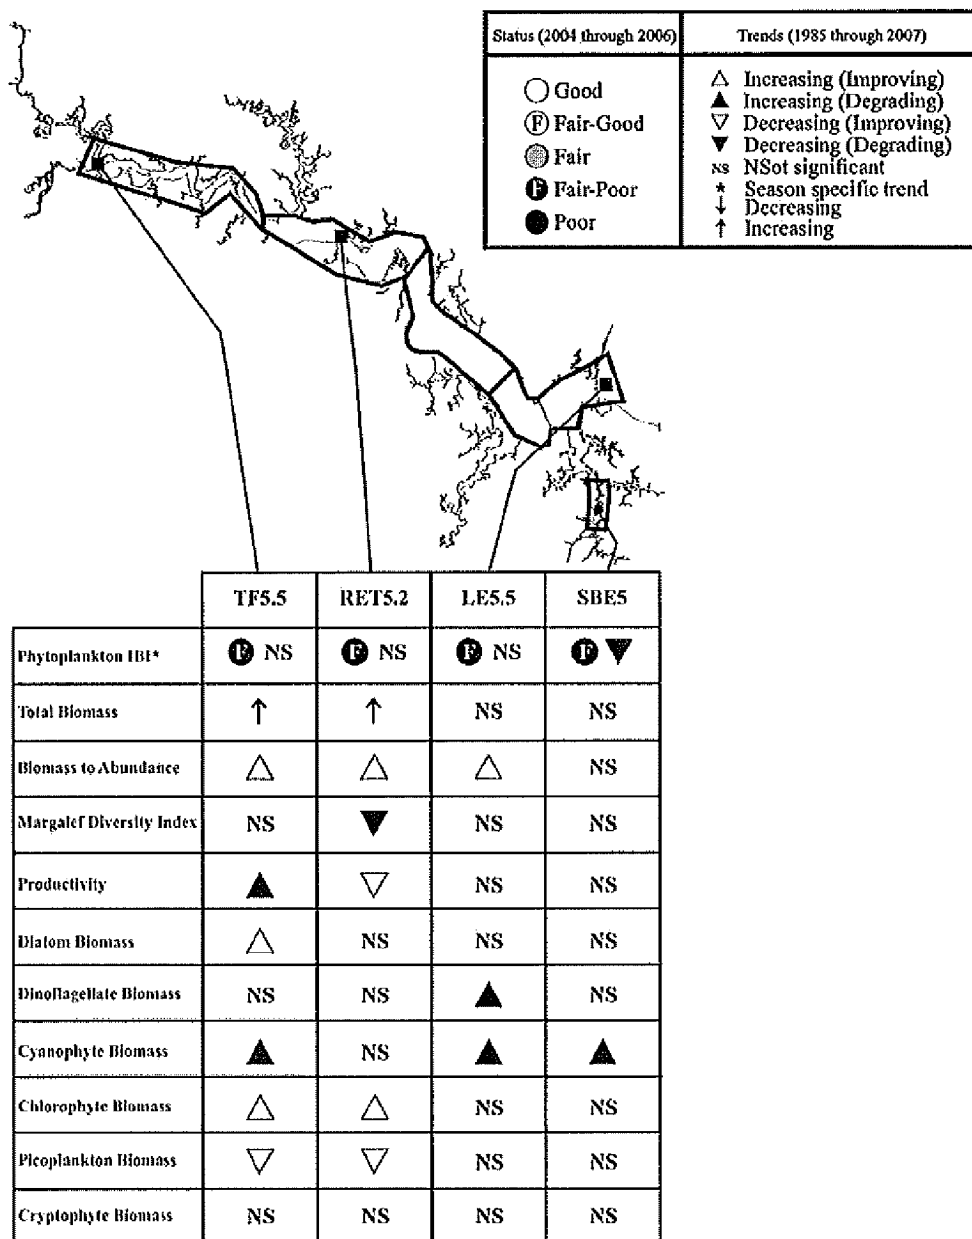 Status (2004 through 2006) Trends (1985 through 2007)
Good
F Fair-Good
Fair
F Fair-Poor
Poor
Increasing (Improving)
Increasing (Degrading)
Decreasing (Improving)
Decreasing (Degrading)
NS NSot significant
* Season specific trend
↓ Decreasing
↑ Increasing
TF5.5 RET5.2 LE5.5 SBE5
Phytoplankton IBI* F NS F NS F NS F ▼
Total Biomass ↑ ↑ NS NS
Biomass to Abundance △ △ △ NS
Margalef Diversity Index NS ▼ NS NS
Productivity ▲ ▽ NS NS
Diatom Biomass △ NS NS NS
Dinoflagellate Biomass NS NS ▲ NS
Cyanophyte Biomass ▲ NS ▲ ▲
Chlorophyte Biomass △ △ NS NS
Picoplankton Biomass ▽ ▽ NS NS
Cryptophyte Biomass NS NS NS NS